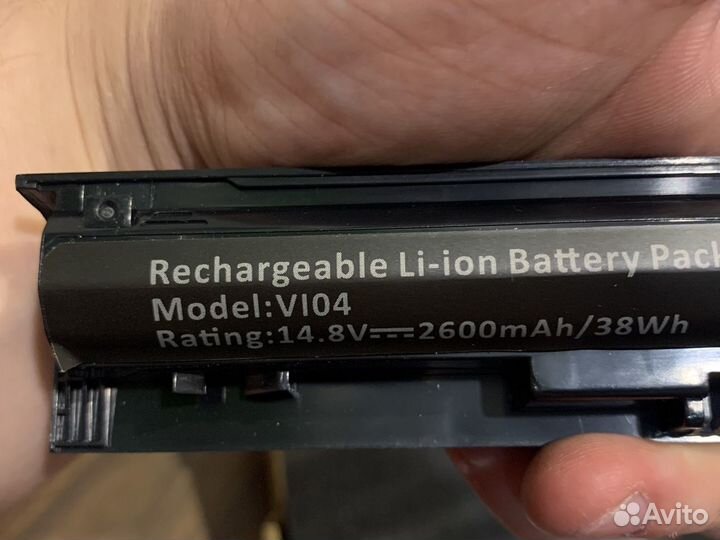 Rechargeable Li-ion Battery Pack
Model:VI04
Rating:14.8V⎓2600mAh/38Wh
Avito